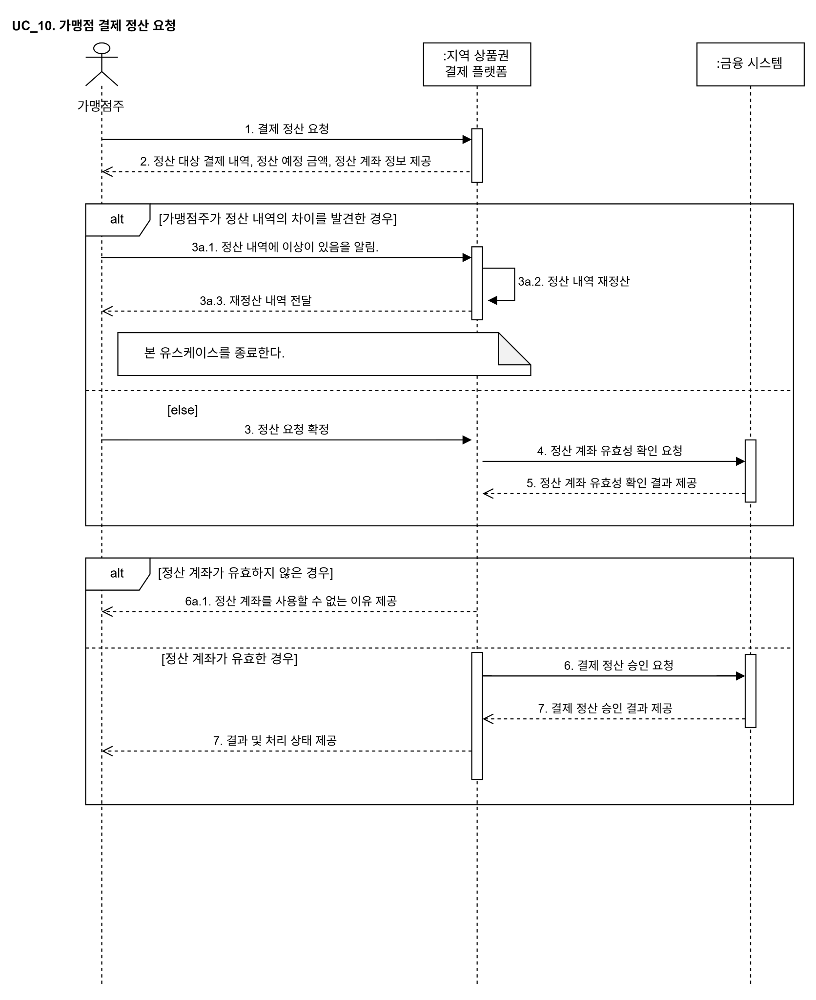 UC_10. 가맹점 결제 정산 요청
:지역 상품권
결제 플랫폼
:금융 시스템
가맹점주
1. 결제 정산 요청
2. 정산 대상 결제 내역, 정산 예정 금액, 정산 계좌 정보 제공
alt
[가맹점주가 정산 내역의 차이를 발견한 경우]
3a.1. 정산 내역에 이상이 있음을 알림.
3a.2. 정산 내역 재정산
3a.3. 재정산 내역 전달
본 유스케이스를 종료한다.
[else]
3. 정산 요청 확정
4. 정산 계좌 유효성 확인 요청
5. 정산 계좌 유효성 확인 결과 제공
alt
[정산 계좌가 유효하지 않은 경우]
6a.1. 정산 계좌를 사용할 수 없는 이유 제공
[정산 계좌가 유효한 경우]
6. 결제 정산 승인 요청
7. 결제 정산 승인 결과 제공
7. 결과 및 처리 상태 제공